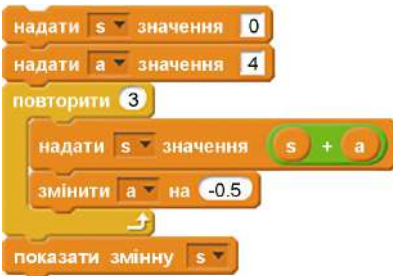 надати s значення 0
надати a значення 4
повторити 3
надати s значення s + a
змінити a на -0.5
показати змінну s